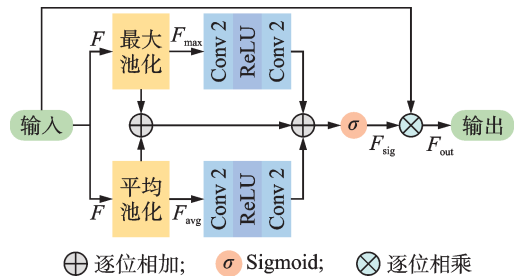 F
最大
池化
F_max
Conv 2
ReLU
Conv 2
输入
σ
F_sig
F_out
输出
F
平均
池化
F_avg
Conv 2
ReLU
Conv 2
逐位相加;
σ Sigmoid;
逐位相乘